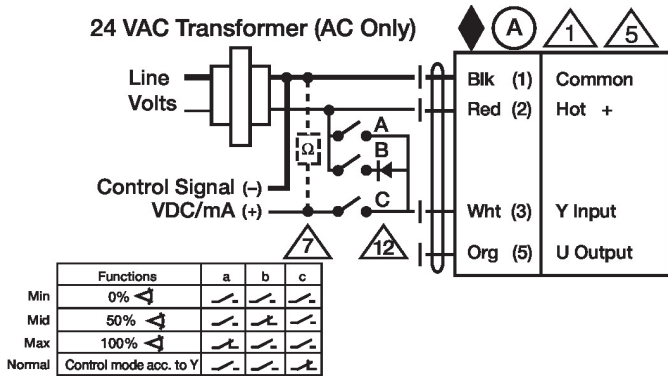 24 VAC Transformer (AC Only)
A
1
5
Line
Volts
Blk (1) Common
Red (2) Hot +
A
B
Ω
Control Signal (–)
VDC/mA (+)
C
Wht (3) Y Input
7
12
Org (5) U Output
Functions a b c
Min 0%
Mid 50%
Max 100%
Normal Control mode acc. to Y